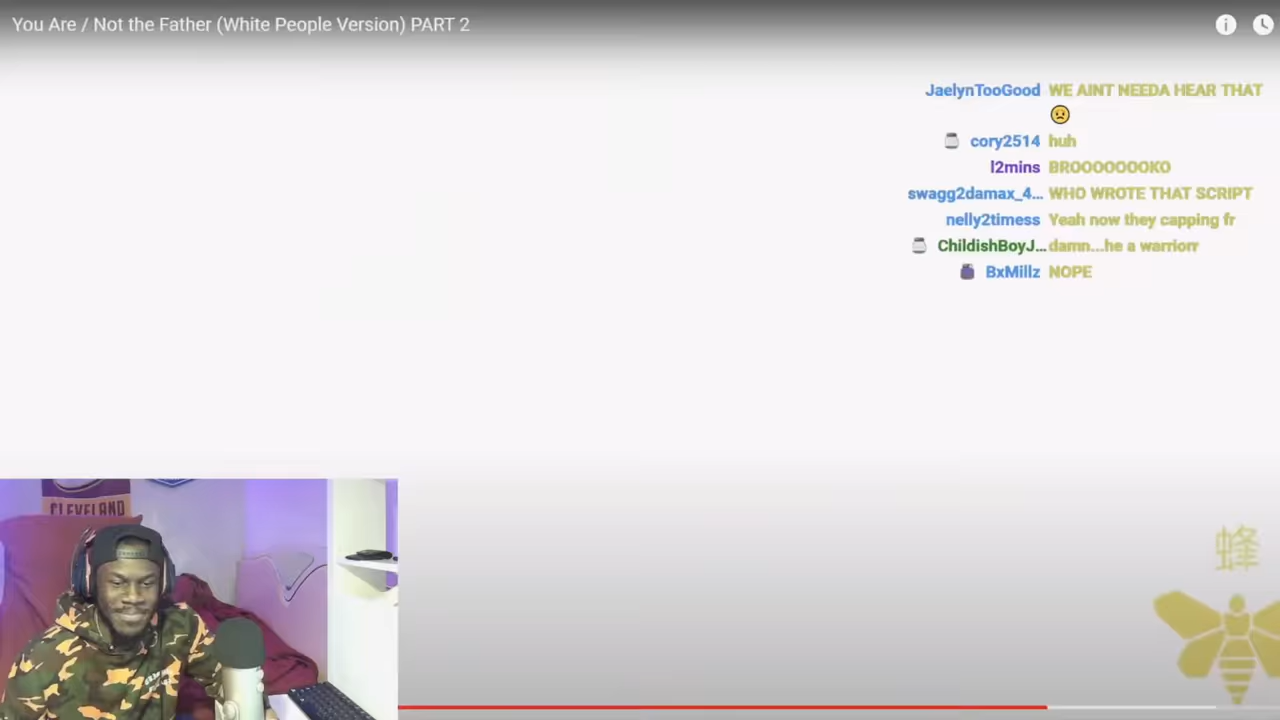 You Are / Not the Father (White People Version) PART 2
JaelynTooGood WE AINT NEEDA HEAR THAT
☹️
cory2514 huh
l2mins BROOOOOOOKO
swagg2damax_4... WHO WROTE THAT SCRIPT
nelly2timess Yeah now they capping fr
ChildishBoyJ... damn...he a warriorr
BxMillz NOPE
CLEVELAND
蜂